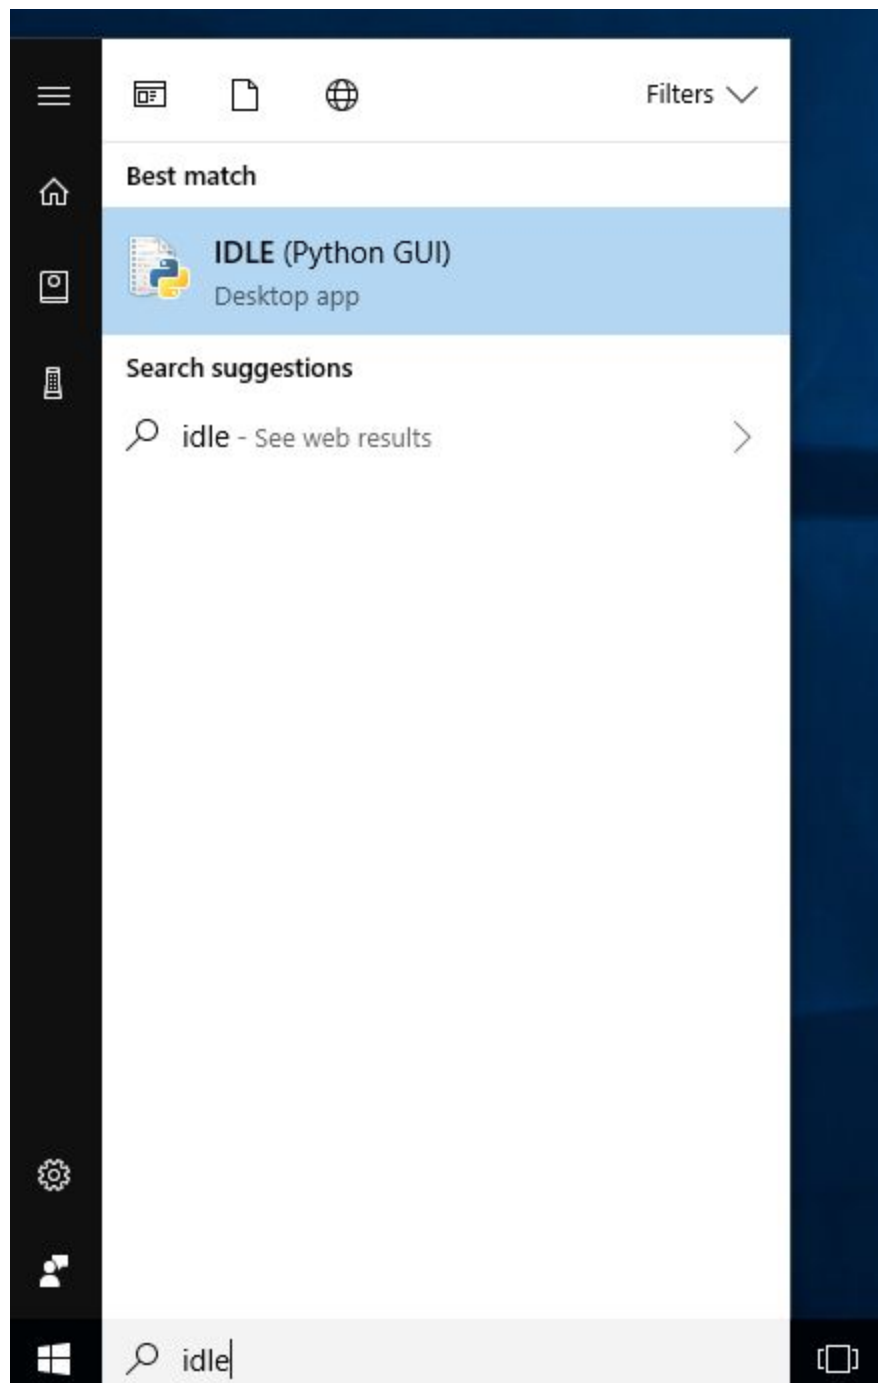 Filters
Best match
IDLE (Python GUI)
Desktop app
Search suggestions
idle - See web results
idle